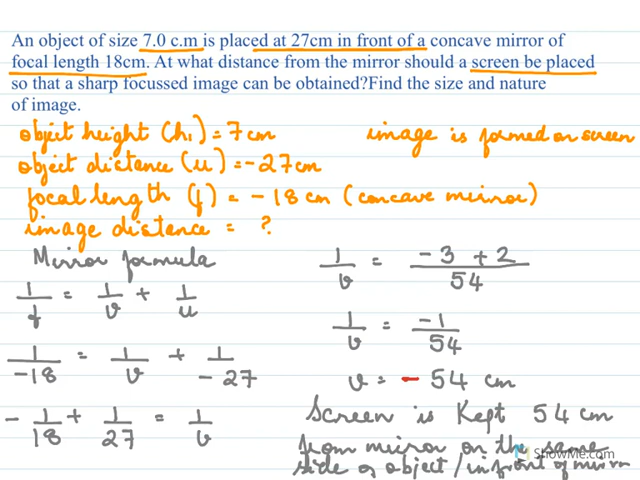 An object of size 7.0 c.m is placed at 27cm in front of a concave mirror of
focal length 18cm. At what distance from the mirror should a screen be placed
so that a sharp focussed image can be obtained?Find the size and nature
of image.
object height (h₁) = 7 cm
image is formed on screen
object distance (u) = -27cm
focal length (f) = - 18 cm (concave mirror)
image distance = ?
Mirror formula
1/f = 1/v + 1/u
1/-18 = 1/v + 1/-27
- 1/18 + 1/27 = 1/v
1/v = -3 + 2/54
1/v = -1/54
v = - 54 cm
Screen is Kept 54 cm
from mirror on the same
side of object / infront of mirror
ShowMe.com